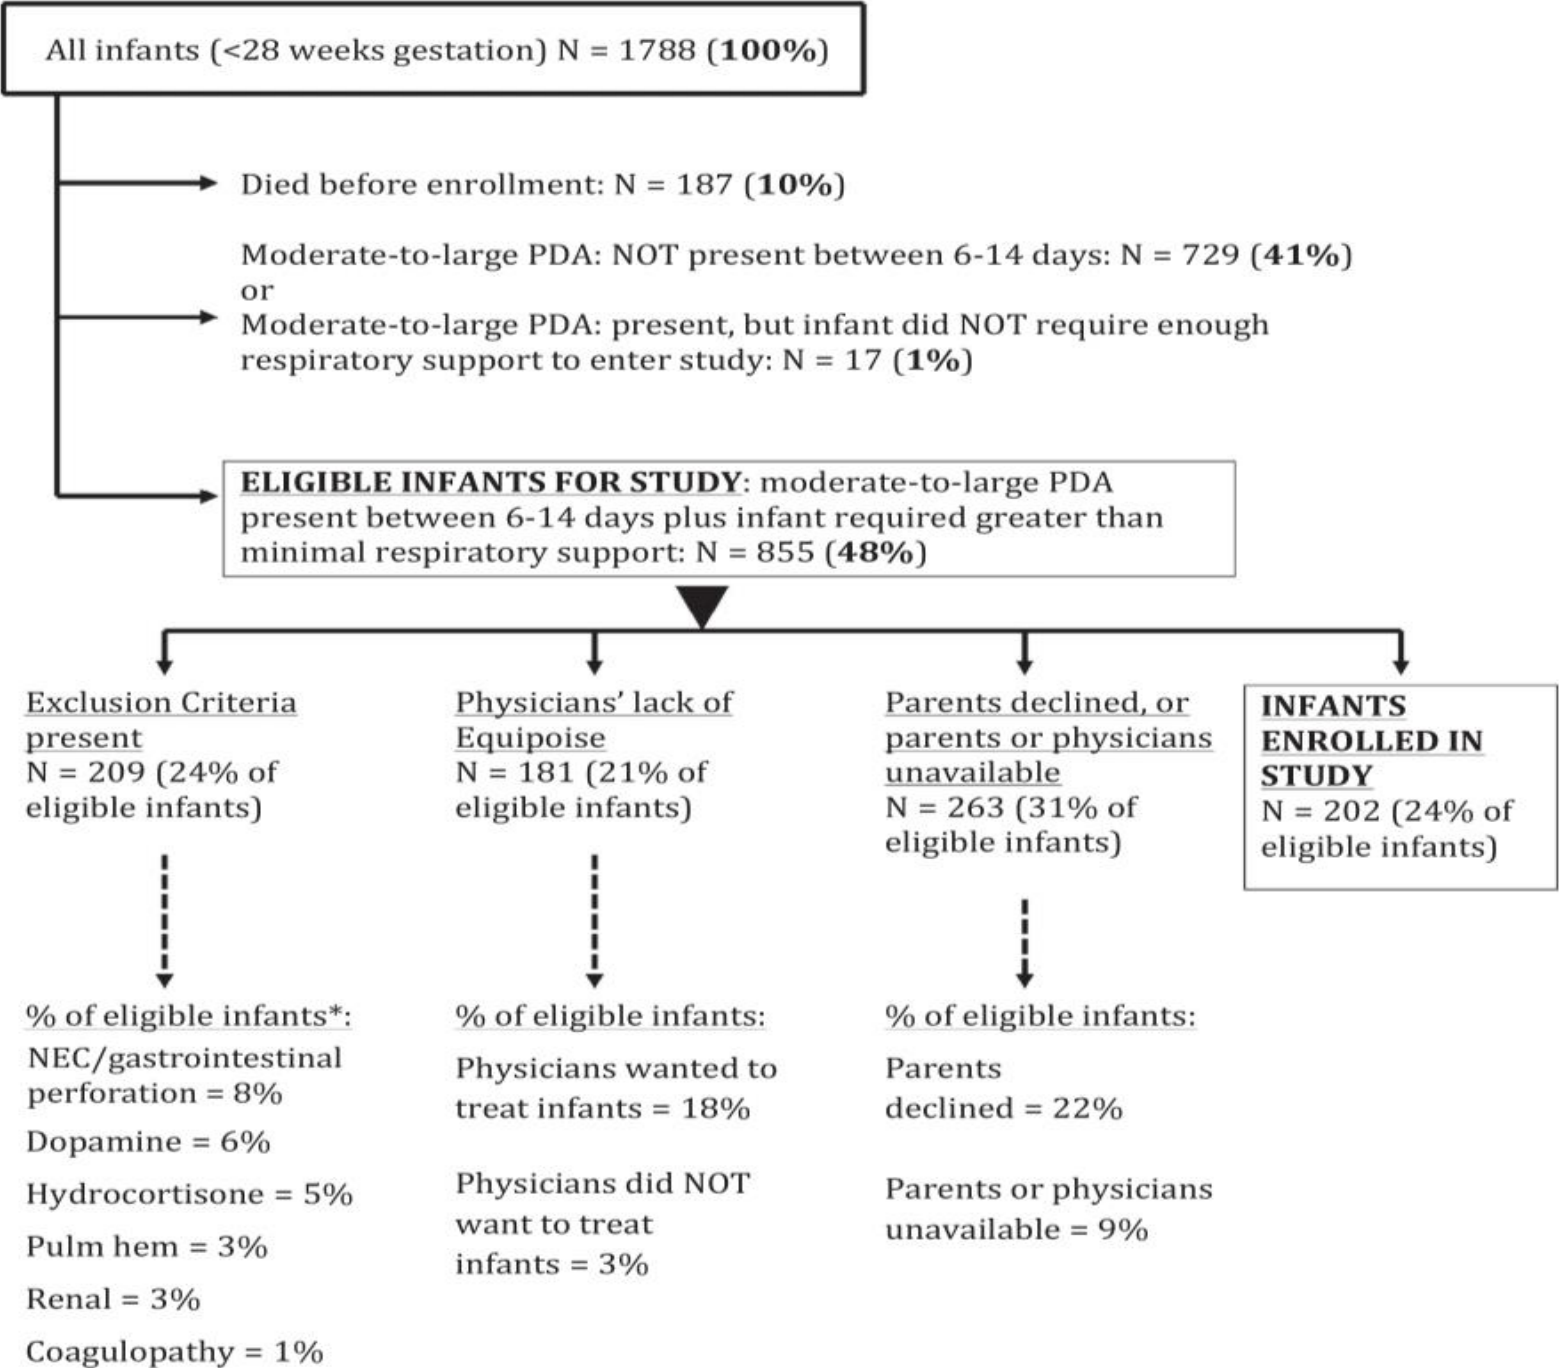 All infants (<28 weeks gestation) N = 1788 (100%)
Died before enrollment: N = 187 (10%)
Moderate-to-large PDA: NOT present between 6-14 days: N = 729 (41%)
or
Moderate-to-large PDA: present, but infant did NOT require enough
respiratory support to enter study: N = 17 (1%)
ELIGIBLE INFANTS FOR STUDY: moderate-to-large PDA
present between 6-14 days plus infant required greater than
minimal respiratory support: N = 855 (48%)
Exclusion Criteria
present
N = 209 (24% of
eligible infants)
% of eligible infants*:
NEC/gastrointestinal
perforation = 8%
Dopamine = 6%
Hydrocortisone = 5%
Pulm hem = 3%
Renal = 3%
Coagulopathy = 1%
Physicians’ lack of
Equipoise
N = 181 (21% of
eligible infants)
% of eligible infants:
Physicians wanted to
treat infants = 18%
Physicians did NOT
want to treat
infants = 3%
Parents declined, or
parents or physicians
unavailable
N = 263 (31% of
eligible infants)
% of eligible infants:
Parents
declined = 22%
Parents or physicians
unavailable = 9%
INFANTS
ENROLLED IN
STUDY
N = 202 (24% of
eligible infants)